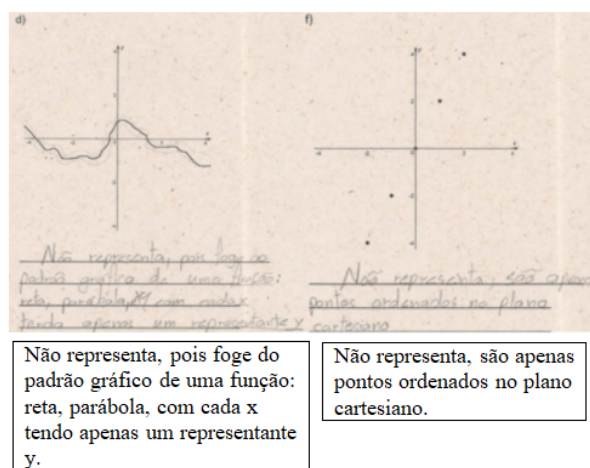 d)
Não representa, pois foge do
padrão gráfico de uma função:
reta, parábola, com cada x
tendo apenas um representante y
Não representa, pois foge do
padrão gráfico de uma função:
reta, parábola, com cada x
tendo apenas um representante
y.
f)
Não representa, são apenas
pontos ordenados no plano
cartesiano
Não representa, são apenas
pontos ordenados no plano
cartesiano.